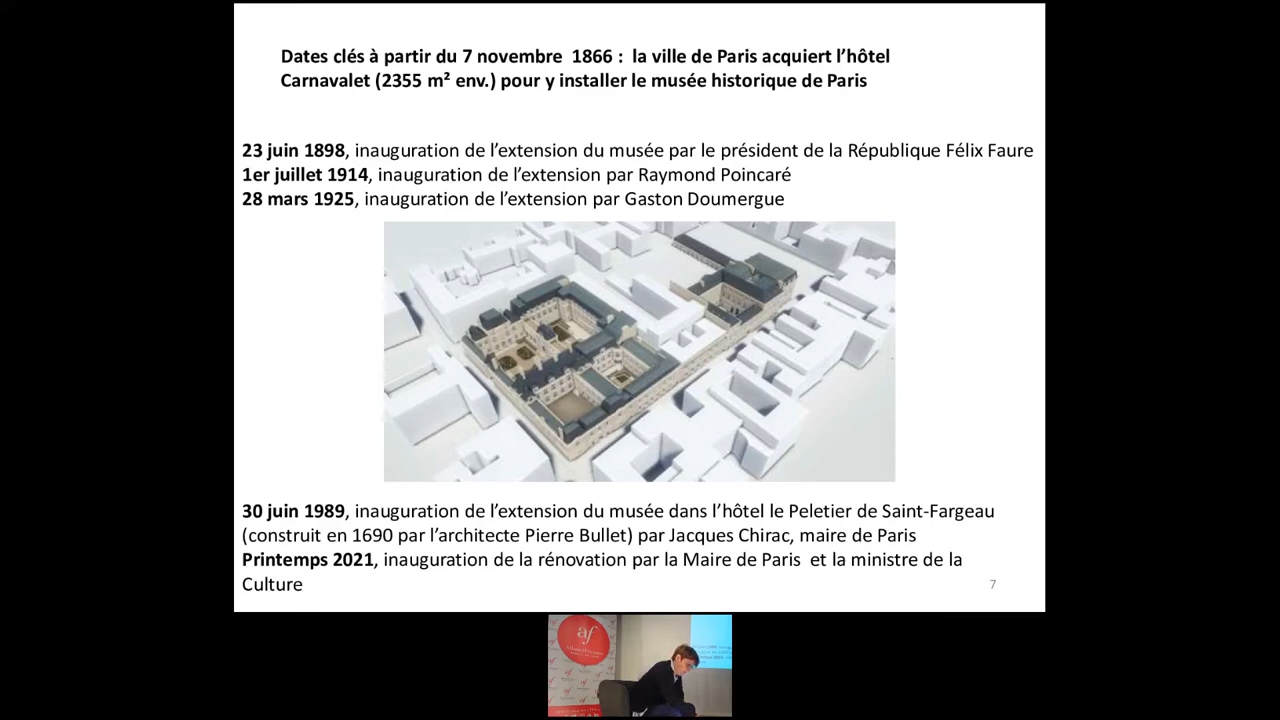 Dates clés à partir du 7 novembre 1866 : la ville de Paris acquiert l’hôtel
Carnavalet (2355 m² env.) pour y installer le musée historique de Paris
23 juin 1898, inauguration de l’extension du musée par le président de la République Félix Faure
1er juillet 1914, inauguration de l’extension par Raymond Poincaré
28 mars 1925, inauguration de l’extension par Gaston Doumergue
30 juin 1989, inauguration de l’extension du musée dans l’hôtel le Peletier de Saint-Fargeau
(construit en 1690 par l’architecte Pierre Bullet) par Jacques Chirac, maire de Paris
Printemps 2021, inauguration de la rénovation par la Maire de Paris et la ministre de la
Culture
7
af